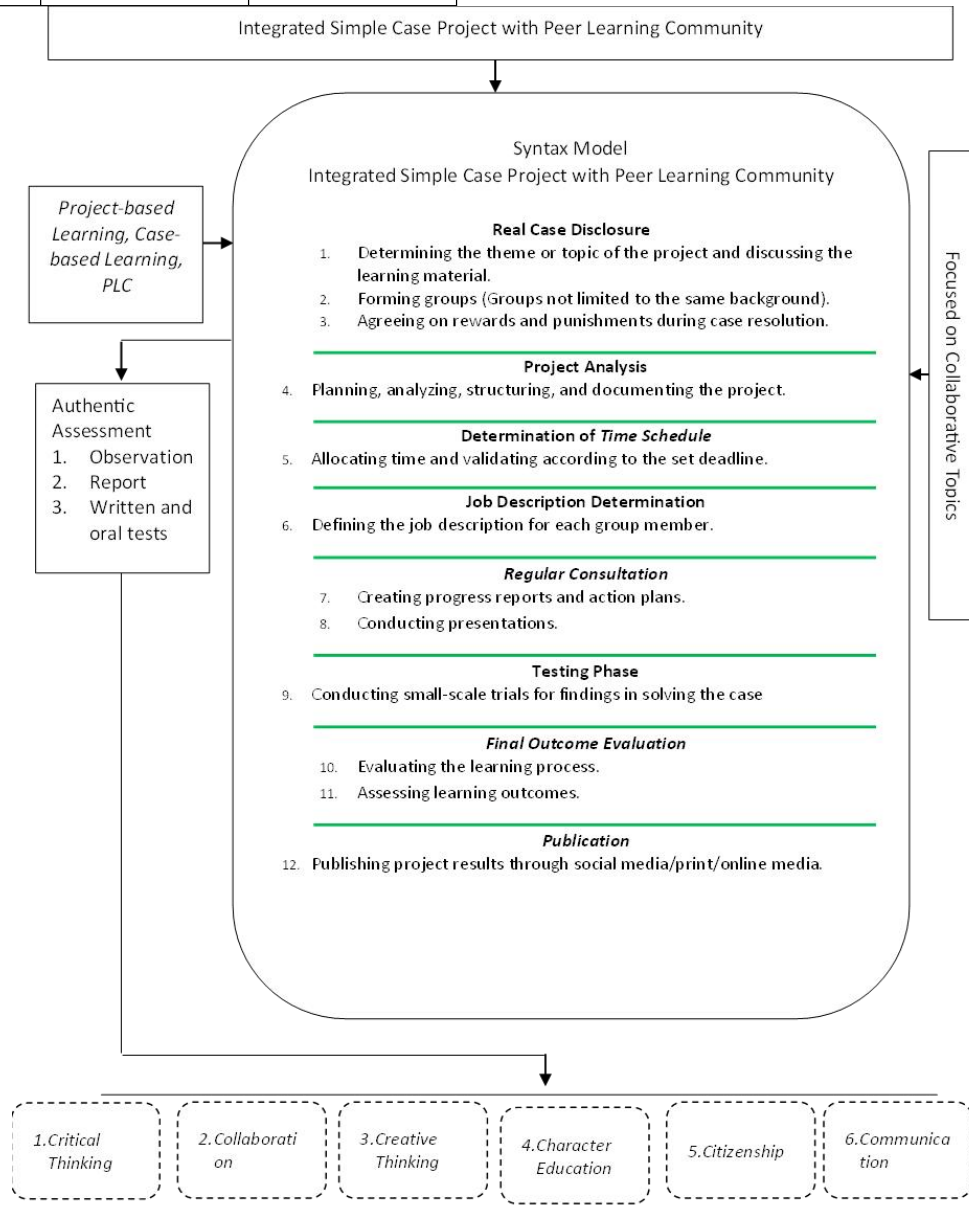 Integrated Simple Case Project with Peer Learning Community
Syntax Model
Integrated Simple Case Project with Peer Learning Community
Project-based
Learning, Case-
based Learning,
PLC
Real Case Disclosure
1. Determining the theme or topic of the project and discussing the
learning material.
2. Forming groups (Groups not limited to the same background).
3. Agreeing on rewards and punishments during case resolution.
Focused on Collaborative Topics
Project Analysis
4. Planning, analyzing, structuring, and documenting the project.
Authentic
Assessment
1. Observation
2. Report
3. Written and
oral tests
Determination of Time Schedule
5. Allocating time and validating according to the set deadline.
Job Description Determination
6. Defining the job description for each group member.
Regular Consultation
7. Creating progress reports and action plans.
8. Conducting presentations.
Testing Phase
9. Conducting small-scale trials for findings in solving the case
Final Outcome Evaluation
10. Evaluating the learning process.
11. Assessing learning outcomes.
Publication
12. Publishing project results through social media/print/online media.
1.Critical
Thinking
2.Collaborati
on
3.Creative
Thinking
4.Character
Education
5.Citizenship
6.Communica
tion